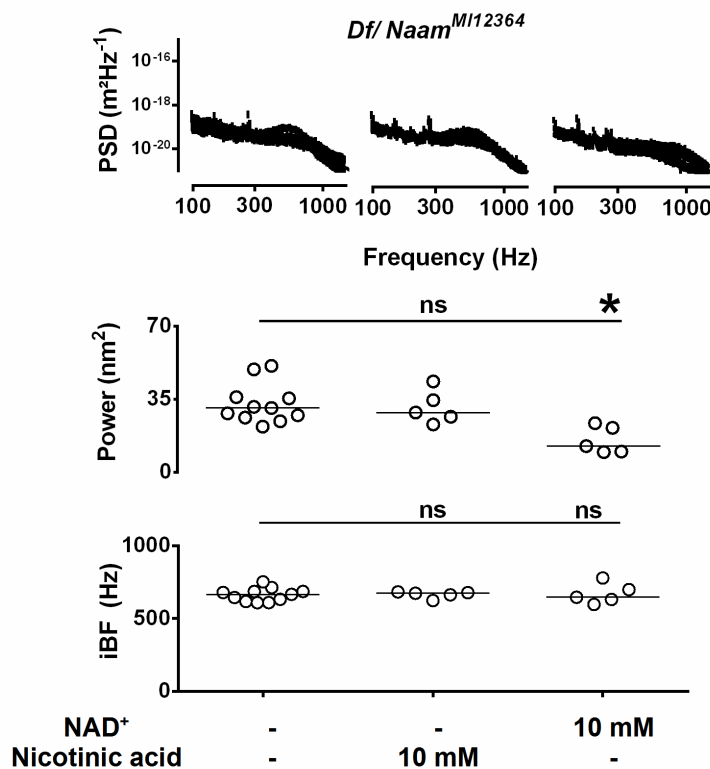 Df/ Naam^MI12364
PSD (m²Hz⁻¹)
10⁻¹⁶
10⁻¹⁸
10⁻²⁰
100 300 1000 100 300 1000 100 300 1000
Frequency (Hz)
ns *
Power (nm²)
70
35
0
ns ns
iBF (Hz)
1000
500
0
NAD⁺ - - 10 mM
Nicotinic acid - 10 mM -